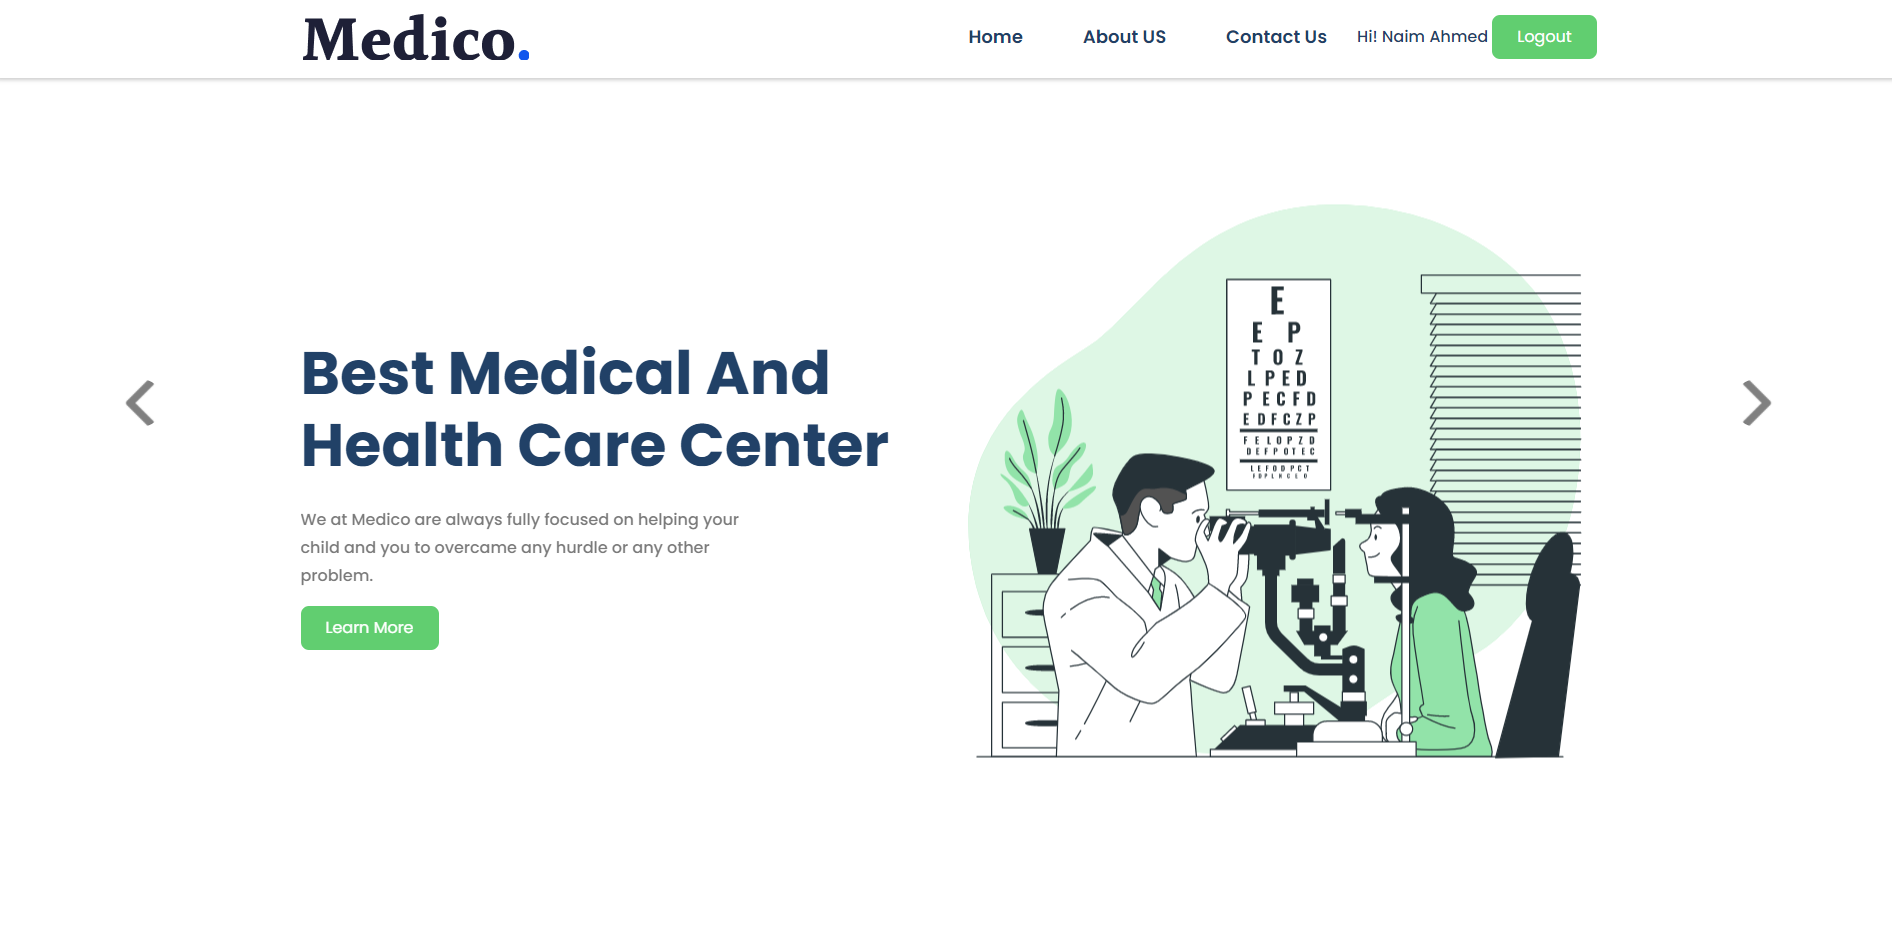 Medico.
Home About US Contact Us Hi! Naim Ahmed Logout
Best Medical And
Health Care Center
We at Medico are always fully focused on helping your
child and you to overcame any hurdle or any other
problem.
Learn More
E
E P
T O Z
L P E D
P E C F D
E D F C Z P
F E L O P Z D
D E F P O T E C
L E F O D P C T